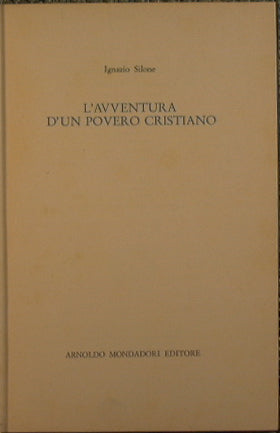 Ignazio Silone
L'AVVENTURA
D'UN POVERO CRISTIANO
ARNOLDO MONDADORI EDITORE